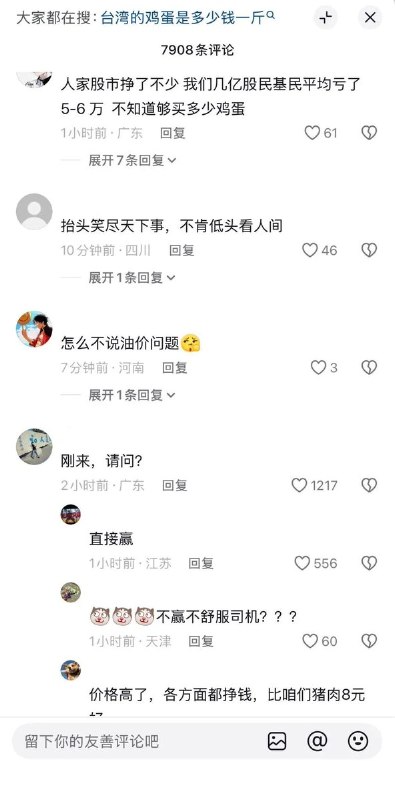 大家都在搜：台湾的鸡蛋是多少钱一斤
7908条评论
人家股市挣了不少 我们几亿股民基民平均亏了
5-6 万  不知道够买多少鸡蛋
1小时前 · 广东 回复 61
展开7条回复
抬头笑尽天下事，不肯低头看人间
10分钟前 · 四川 回复 46
展开1条回复
怎么不说油价问题
7分钟前 · 河南 回复 3
展开1条回复
刚来，请问？
2小时前 · 广东 回复 1217
直接赢
1小时前 · 江苏 回复 556
不赢不舒服司机？？？
1小时前 · 天津 回复 60
价格高了，各方面都挣钱，比咱们猪肉8元
留下你的友善评论吧